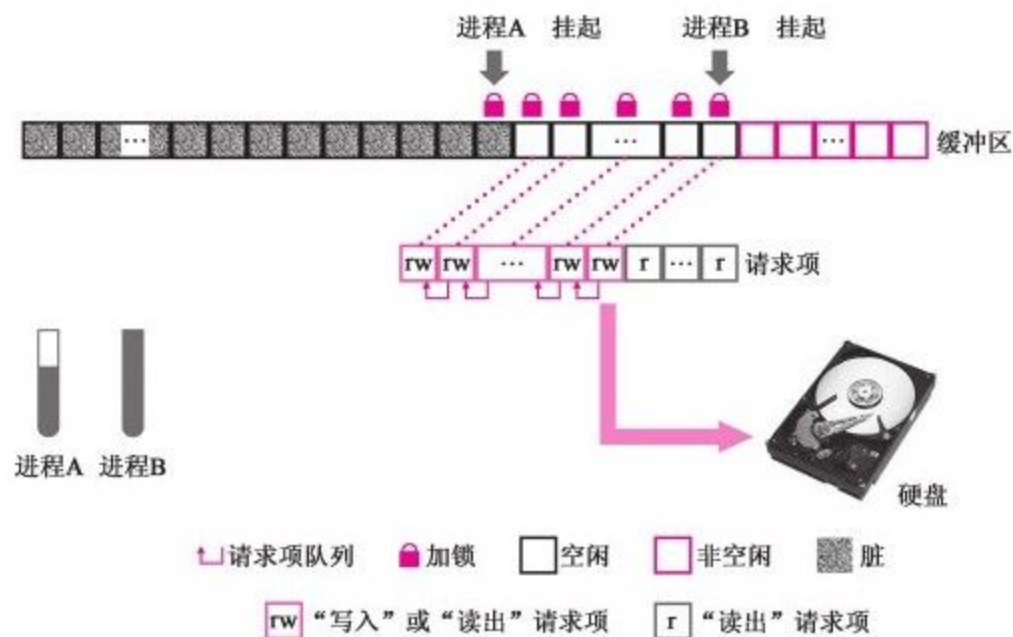 进程A 挂起 进程B 挂起
… … … 缓冲区
rw rw … rw rw r … r 请求项
进程A 进程B
硬盘
请求项队列 加锁 空闲 非空闲 脏
rw “写入”或“读出”请求项 r “读出”请求项